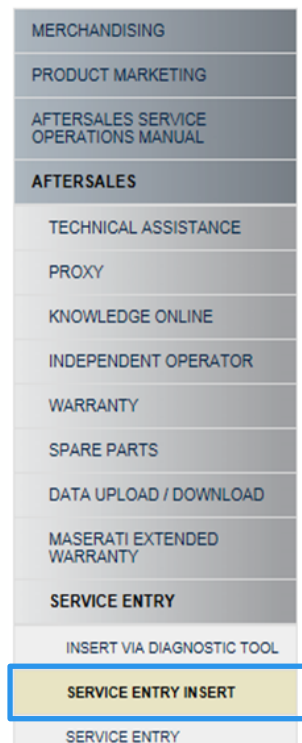 MERCHANDISING
PRODUCT MARKETING
AFTERSALES SERVICE
OPERATIONS MANUAL
AFTERSALES
TECHNICAL ASSISTANCE
PROXY
KNOWLEDGE ONLINE
INDEPENDENT OPERATOR
WARRANTY
SPARE PARTS
DATA UPLOAD / DOWNLOAD
MASERATI EXTENDED
WARRANTY
SERVICE ENTRY
INSERT VIA DIAGNOSTIC TOOL
SERVICE ENTRY INSERT
SERVICE ENTRY